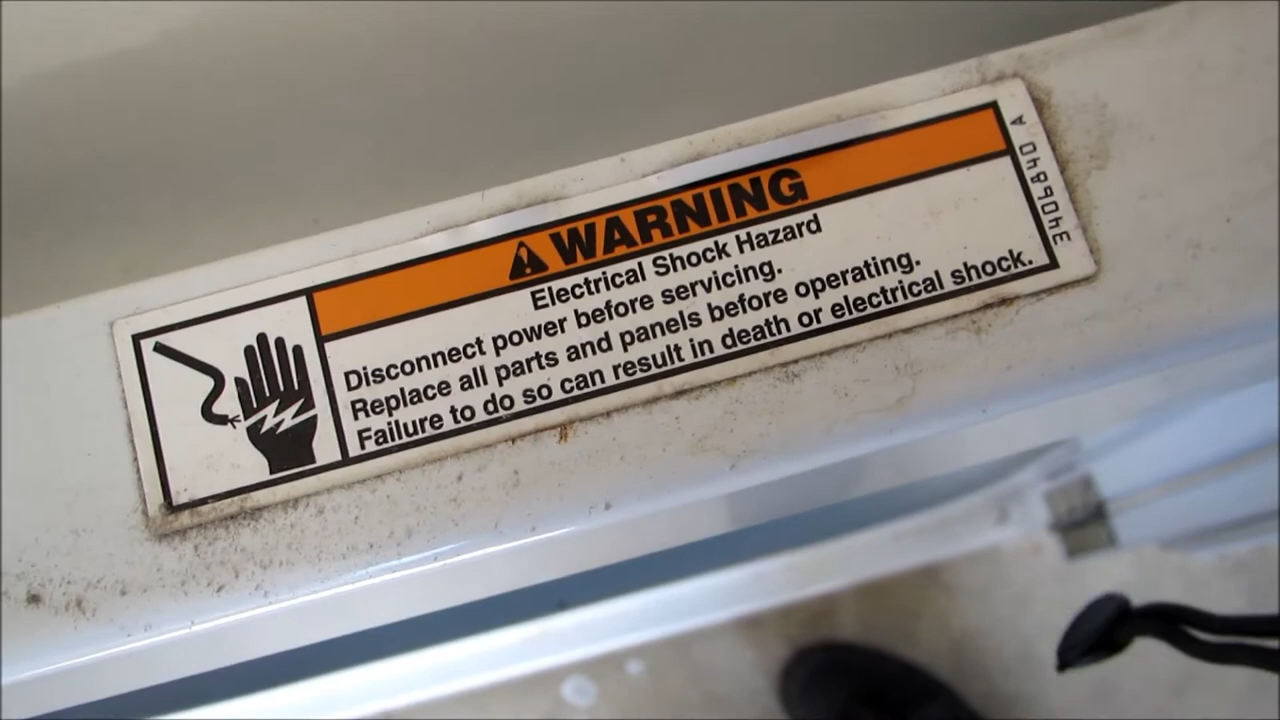 WARNING
Electrical Shock Hazard
Disconnect power before servicing.
Replace all parts and panels before operating.
Failure to do so can result in death or electrical shock.
3406840 A